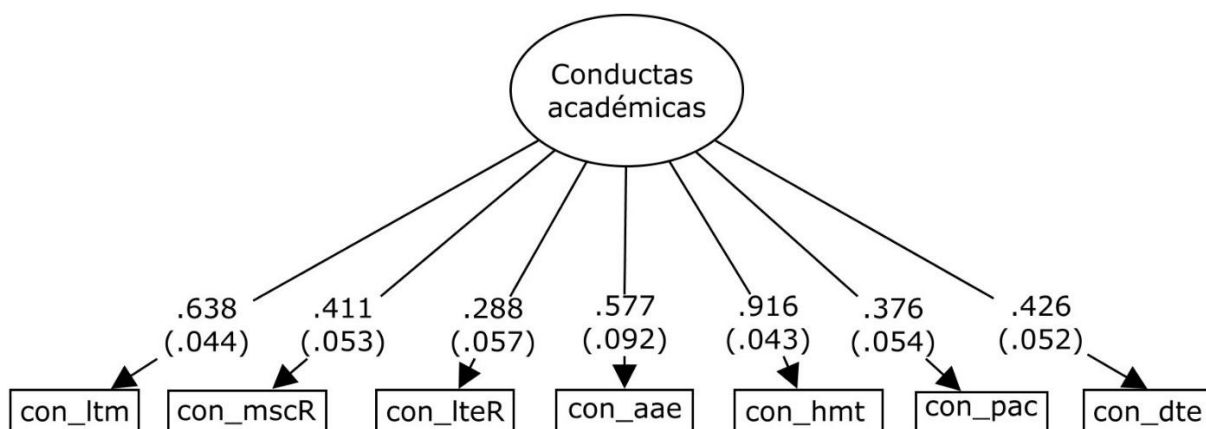 Conductas
académicas
.638 .411 .288 .577 .916 .376 .426
(.044) (.053) (.057) (.092) (.043) (.054) (.052)
con_ltm con_mscR con_lteR con_aae con_hmt con_pac con_dte